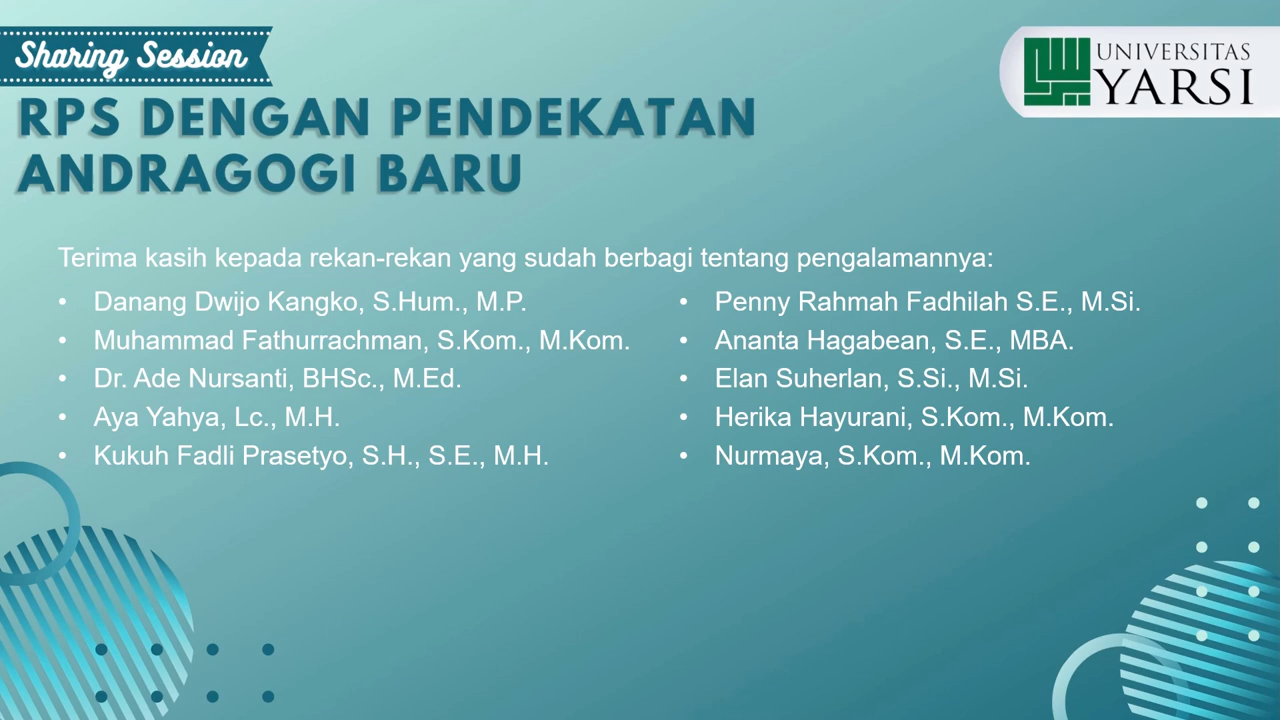 Sharing Session
UNIVERSITAS
YARSI
RPS DENGAN PENDEKATAN
ANDRAGOGI BARU
Terima kasih kepada rekan-rekan yang sudah berbagi tentang pengalamannya:
• Danang Dwijo Kangko, S.Hum., M.P.
• Muhammad Fathurrachman, S.Kom., M.Kom.
• Dr. Ade Nursanti, BHSc., M.Ed.
• Aya Yahya, Lc., M.H.
• Kukuh Fadli Prasetyo, S.H., S.E., M.H.
• Penny Rahmah Fadhilah S.E., M.Si.
• Ananta Hagabean, S.E., MBA.
• Elan Suherlan, S.Si., M.Si.
• Herika Hayurani, S.Kom., M.Kom.
• Nurmaya, S.Kom., M.Kom.